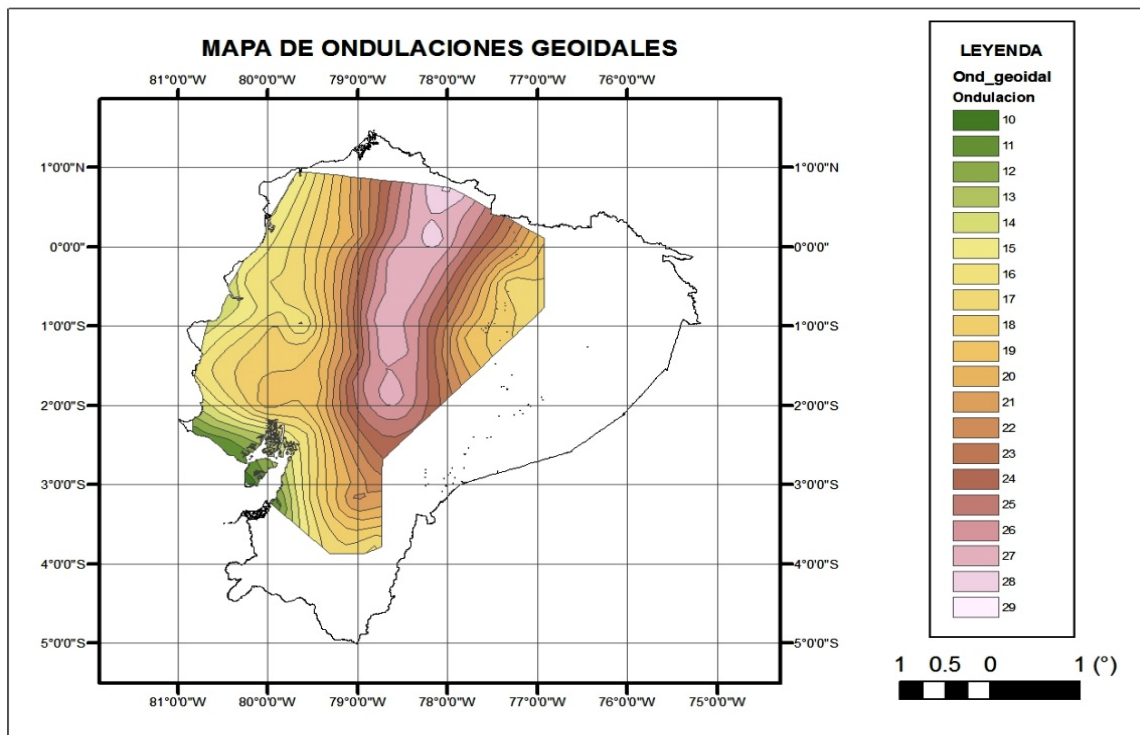 MAPA DE ONDULACIONES GEOIDALES
81°0'0"W 80°0'0"W 79°0'0"W 78°0'0"W 77°0'0"W 76°0'0"W
1°0'0"N 1°0'0"N
0°0'0" 0°0'0"
1°0'0"S 1°0'0"S
2°0'0"S 2°0'0"S
3°0'0"S 3°0'0"S
4°0'0"S 4°0'0"S
5°0'0"S 5°0'0"S
81°0'0"W 80°0'0"W 79°0'0"W 78°0'0"W 77°0'0"W 76°0'0"W 75°0'0"W
LEYENDA
Ond_geoidal
Ondulacion
10
11
12
13
14
15
16
17
18
19
20
21
22
23
24
25
26
27
28
29
1 0.5 0 1 (°)